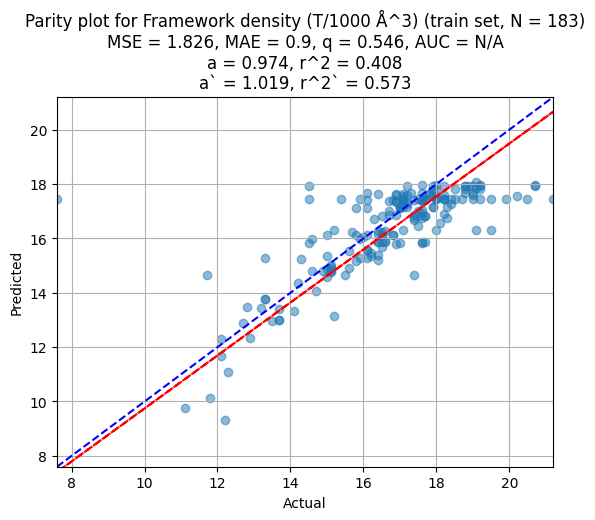 Parity plot for Framework density (T/1000 Å^3) (train set, N = 183)
MSE = 1.826, MAE = 0.9, q = 0.546, AUC = N/A
a = 0.974, r^2 = 0.408
a` = 1.019, r^2` = 0.573
20
18
16
14
12
10
8
Predicted
8 10 12 14 16 18 20
Actual